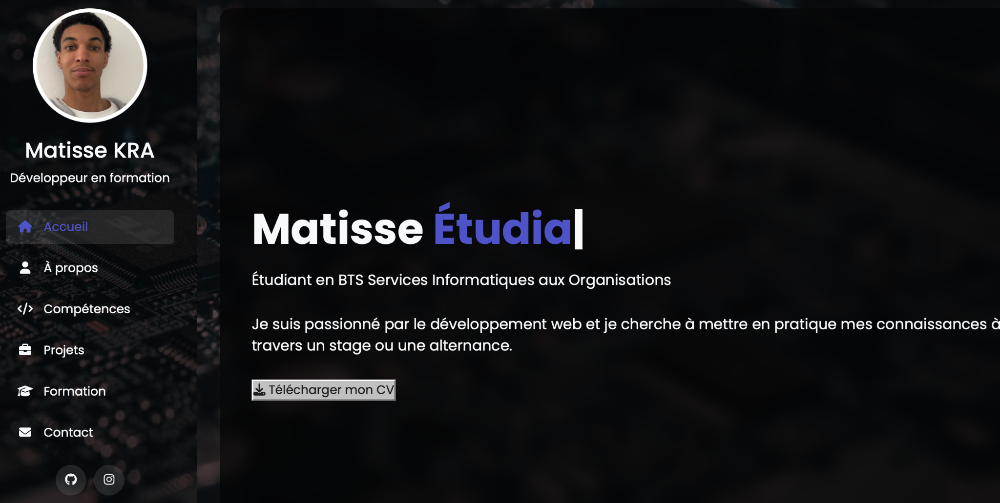 Matisse KRA
Développeur en formation
Accueil
À propos
Compétences
Projets
Formation
Contact
Matisse Étudia|
Étudiant en BTS Services Informatiques aux Organisations
Je suis passionné par le développement web et je cherche à mettre en pratique mes connaissances à
travers un stage ou une alternance.
Télécharger mon CV